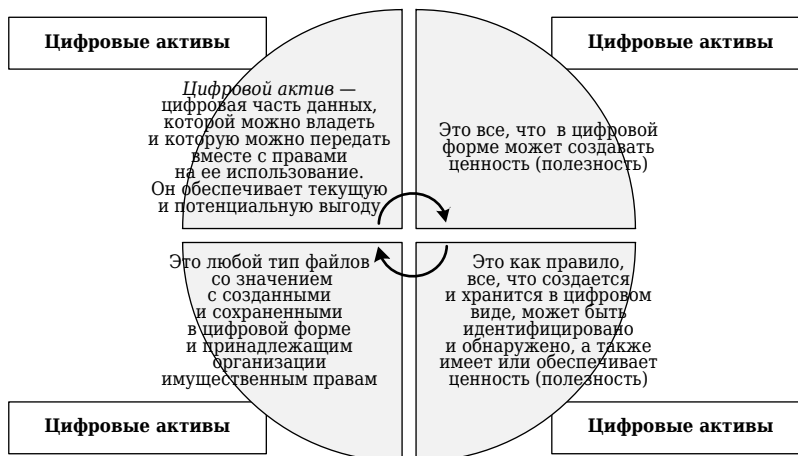 Цифровые активы
Цифровые активы
Цифровой актив —
цифровая часть данных,
которой можно владеть
и которую можно передать
вместе с правами
на ее использование.
Он обеспечивает текущую
и потенциальную выгоду
Это все, что в цифровой
форме может создавать
ценность (полезность)
Это любой тип файлов
со значением
с созданными
и сохраненными
в цифровой форме
и принадлежащим
организации
имущественным правам
Это как правило,
все, что создается
и хранится в цифровом
виде, может быть
идентифицировано
и обнаружено, а также
имеет или обеспечивает
ценность (полезность)
Цифровые активы
Цифровые активы